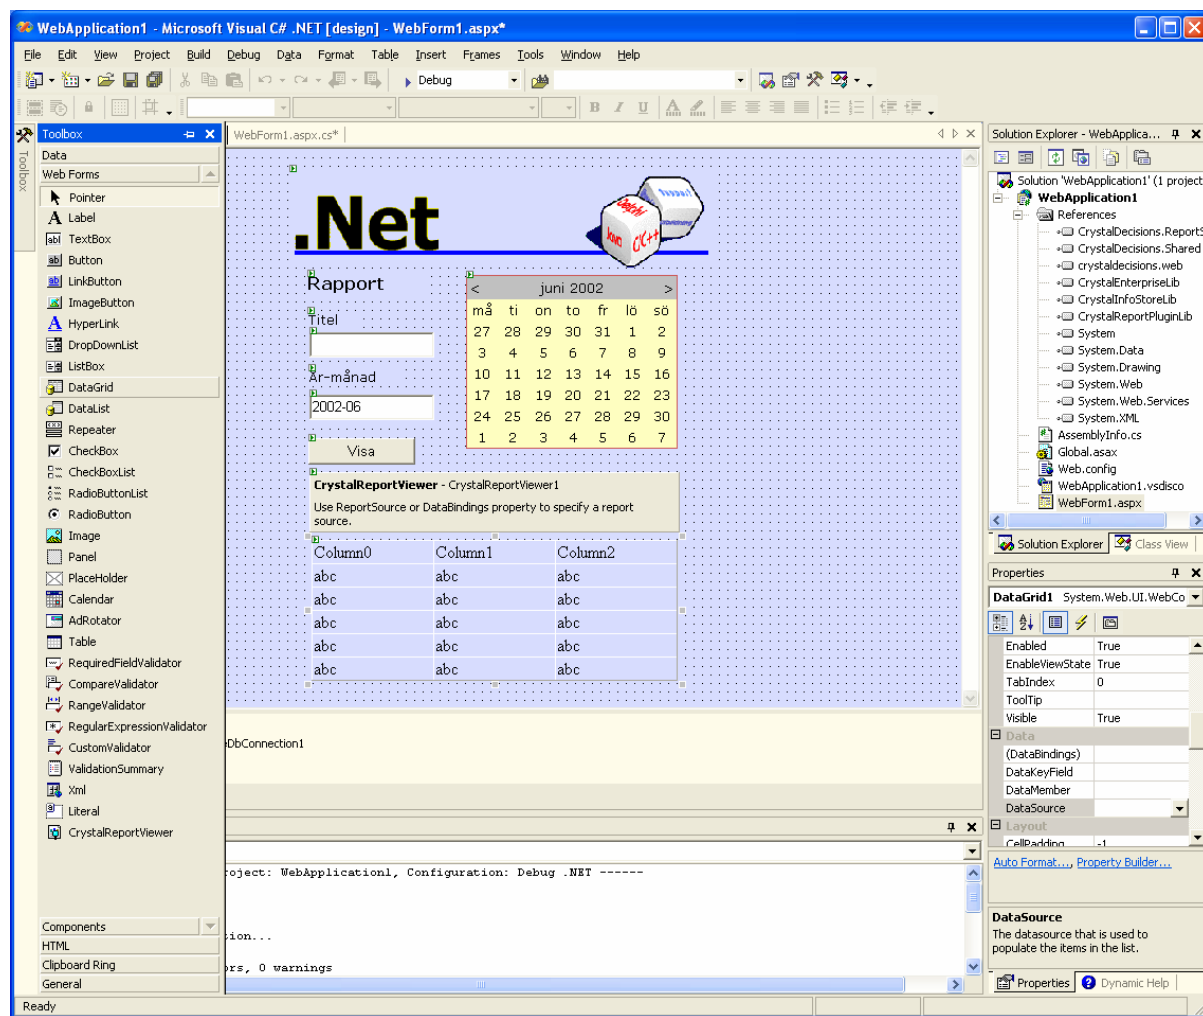 WebApplication1 - Microsoft Visual C# .NET [design] - WebForm1.aspx*
File Edit View Project Build Debug Data Format Table Insert Frames Tools Window Help
Debug
B I U A
Toolbox
Toolbox
Data
Web Forms
Pointer
A Label
abl TextBox
ab Button
ab LinkButton
ImageButton
A HyperLink
DropDownList
ListBox
DataGrid
DataList
Repeater
CheckBox
CheckBoxList
RadioButtonList
RadioButton
Image
Panel
PlaceHolder
Calendar
AdRotator
Table
RequiredFieldValidator
CompareValidator
RangeValidator
RegularExpressionValidator
CustomValidator
ValidationSummary
Xml
Literal
CrystalReportViewer
Components
HTML
Clipboard Ring
General
WebForm1.aspx.cs*
.Net
Delphi
Java
C/C++
Rapport
Titel
År-månad
2002-06
Visa
< juni 2002 >
må ti on to fr lö sö
27 28 29 30 31 1 2
3 4 5 6 7 8 9
10 11 12 13 14 15 16
17 18 19 20 21 22 23
24 25 26 27 28 29 30
1 2 3 4 5 6 7
CrystalReportViewer - CrystalReportViewer1
Use ReportSource or DataBindings property to specify a report
source.
Column0 Column1 Column2
abc abc abc
abc abc abc
abc abc abc
abc abc abc
abc abc abc
DbConnection1
roject: WebApplication1, Configuration: Debug .NET ------
tion...
rs, 0 warnings
Solution Explorer - WebApplica...
Solution 'WebApplication1' (1 project
WebApplication1
References
CrystalDecisions.ReportS
CrystalDecisions.Shared
crystaldecisions.web
CrystalEnterpriseLib
CrystalInfoStoreLib
CrystalReportPluginLib
System
System.Data
System.Drawing
System.Web
System.Web.Services
System.XML
AssemblyInfo.cs
Global.asax
Web.config
WebApplication1.vsdisco
WebForm1.aspx
Solution Explorer Class View
Properties
DataGrid1 System.Web.UI.WebCo
Enabled True
EnableViewState True
TabIndex 0
ToolTip
Visible True
Data
(DataBindings)
DataKeyField
DataMember
DataSource
Layout
CellPadding -1
Auto Format..., Property Builder...
DataSource
The datasource that is used to
populate the items in the list.
Properties Dynamic Help
Ready